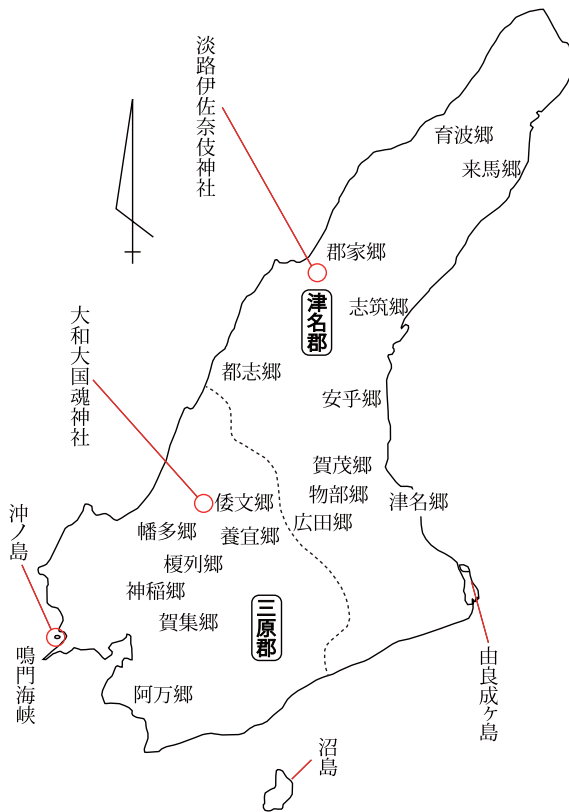 淡路伊佐奈伎神社
育波郷
来馬郷
郡家郷
津名郡
志筑郷
大和大国魂神社
都志郷
安乎郷
賀茂郷
物部郷
津名郷
倭文郷
広田郷
幡多郷
養宜郷
沖ノ島
榎列郷
神稲郷
三原郡
賀集郷
鳴門海峡
由良成ヶ島
阿万郷
沼島